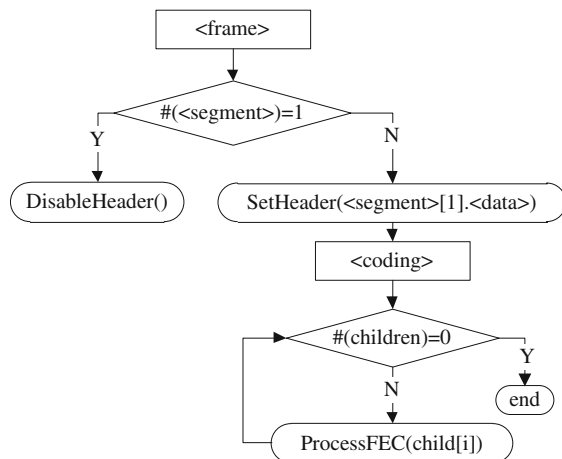 <frame>
#(<segment>)=1
Y
N
DisableHeader()
SetHeader(<segment>[1].<data>)
<coding>
#(children)=0
Y
N
end
ProcessFEC(child[i])